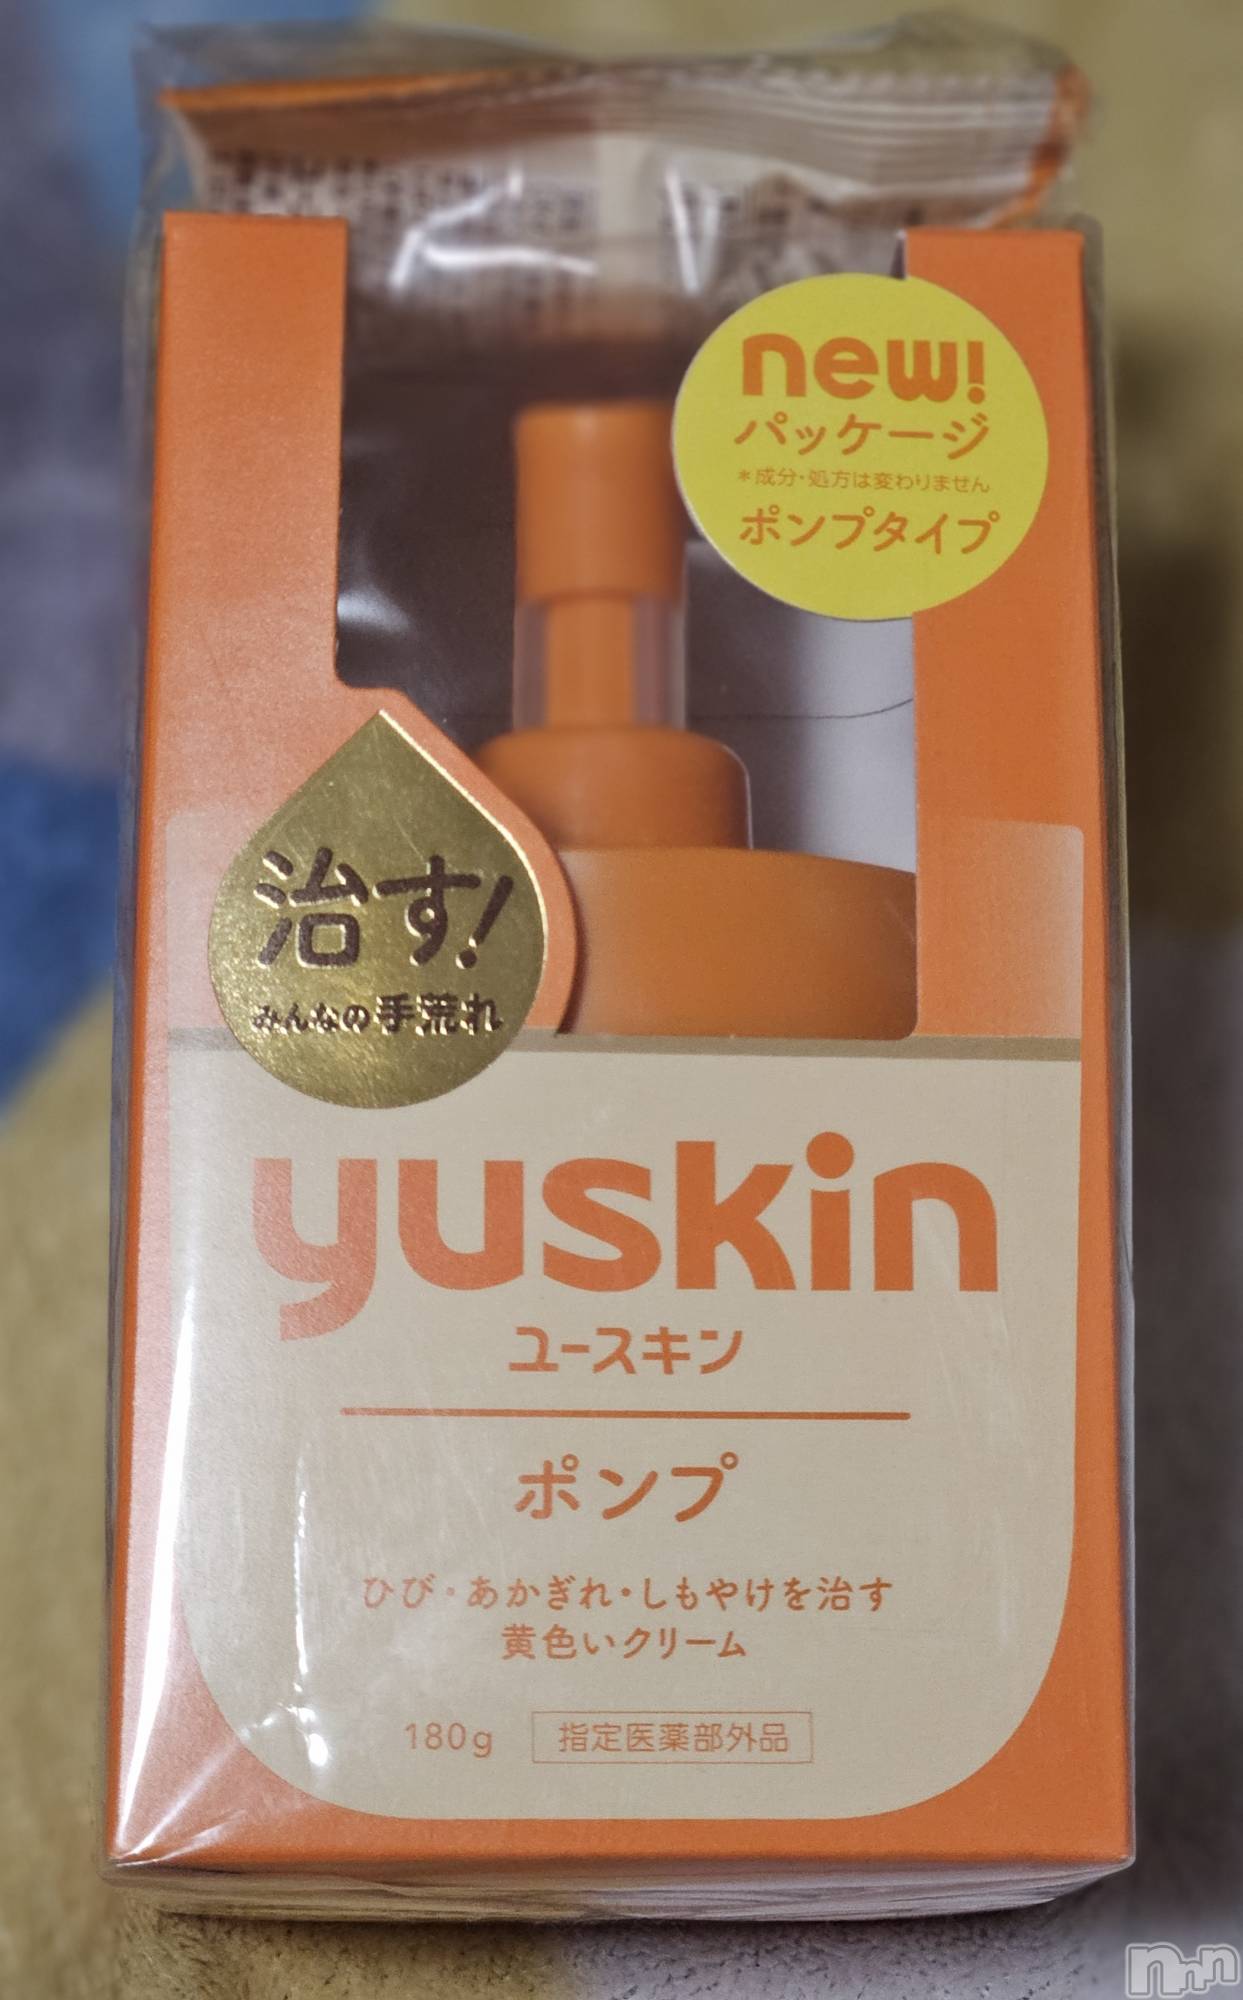 new!
パッケージ
*成分・処方は変わりません
ポンプタイプ
治す!
みんなの手荒れ
yuskin
ユースキン
ポンプ
ひび・あかぎれ・しもやけを治す
黄色いクリーム
180g 指定医薬部外品